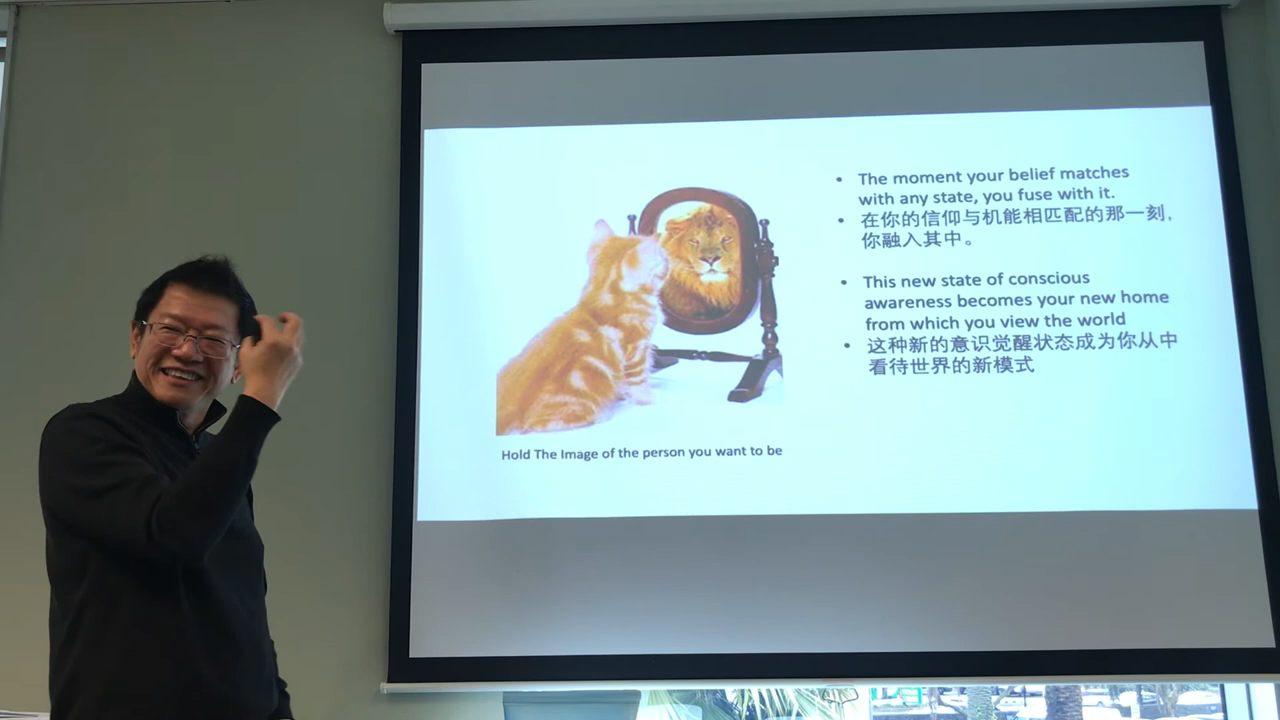 • The moment your belief matches
with any state, you fuse with it.
• 在你的信仰与机能相匹配的那一刻，
你融入其中。
• This new state of conscious
awareness becomes your new home
from which you view the world
• 这种新的意识觉醒状态成为你从中
看待世界的新模式
Hold The Image of the person you want to be